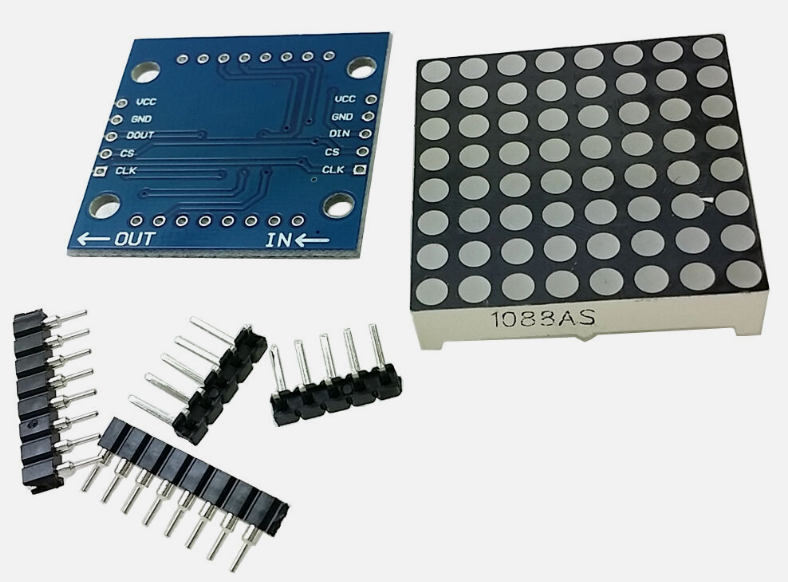 VCC
GND
DOUT
CS
CLK
VCC
GND
DIN
CS
CLK
←OUT
IN←
1088AS